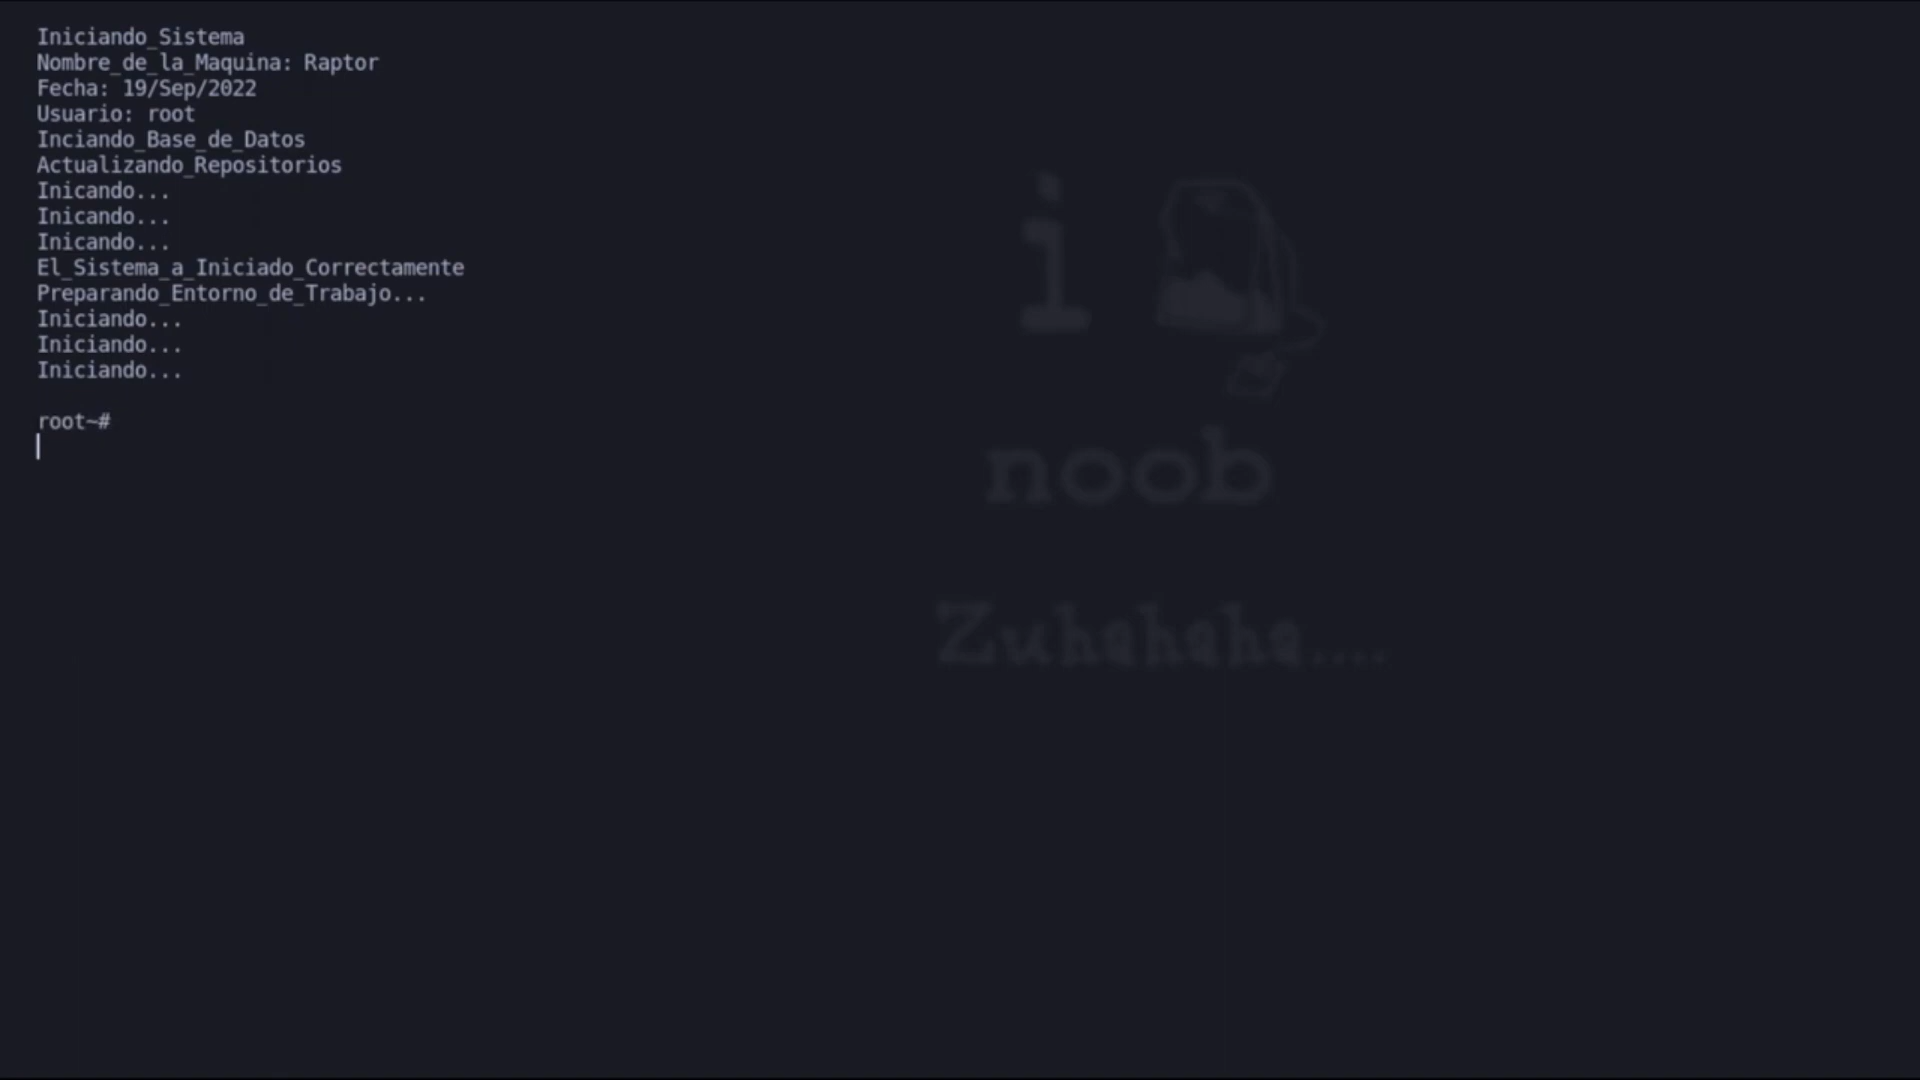 Iniciando_Sistema
Nombre_de_la_Maquina: Raptor
Fecha: 19/Sep/2022
Usuario: root
Inciando_Base_de_Datos
Actualizando_Repositorios
Inicando...
Inicando...
Inicando...
El_Sistema_a_Iniciado_Correctamente
Preparando_Entorno_de_Trabajo...
Iniciando...
Iniciando...
Iniciando...
root~#
i
noob
Zuhahaha....